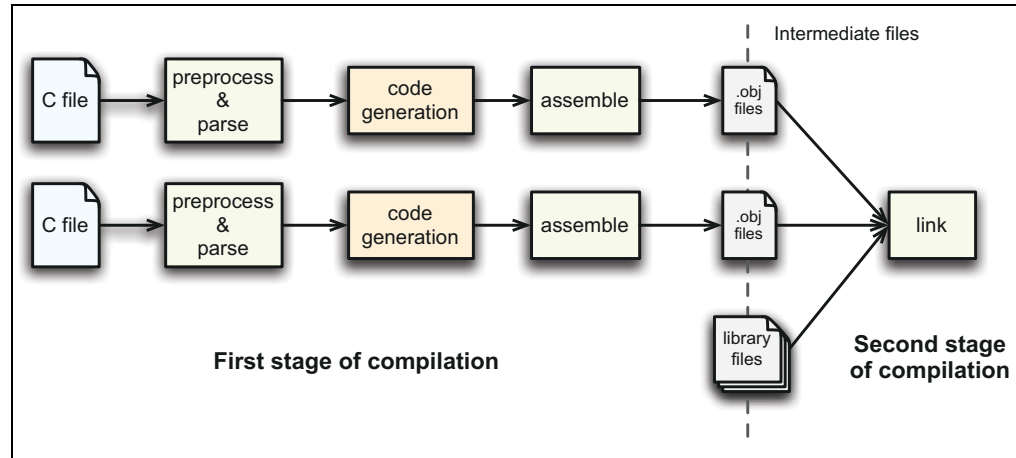 Intermediate files
C file
preprocess
&
parse
code
generation
assemble
.obj
files
C file
preprocess
&
parse
code
generation
assemble
.obj
files
link
library
files
First stage of compilation
Second stage
of compilation